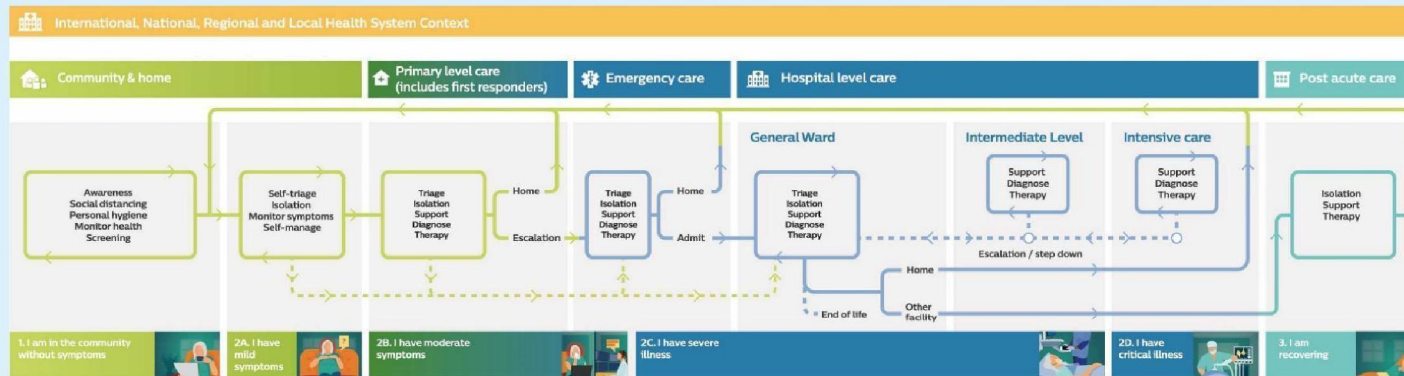 International, National, Regional and Local Health System Context
Community & home
Primary level care
(includes first responders)
Emergency care
Hospital level care
Post acute care
General Ward
Intermediate Level
Intensive care
Awareness
Social distancing
Personal hygiene
Monitor health
Screening
Self-triage
Isolation
Monitor symptoms
Self-manage
Triage
Isolation
Support
Diagnose
Therapy
Home
Escalation
Triage
Isolation
Support
Diagnose
Therapy
Home
Admit
Triage
Isolation
Support
Diagnose
Therapy
Support
Diagnose
Therapy
Support
Diagnose
Therapy
Isolation
Support
Therapy
Escalation / step down
Home
End of life
Other
facility
1. I am in the community
without symptoms
2A. I have
mild
symptoms
2B. I have moderate
symptoms
2C. I have severe
illness
2D. I have
critical illness
3. I am
recovering